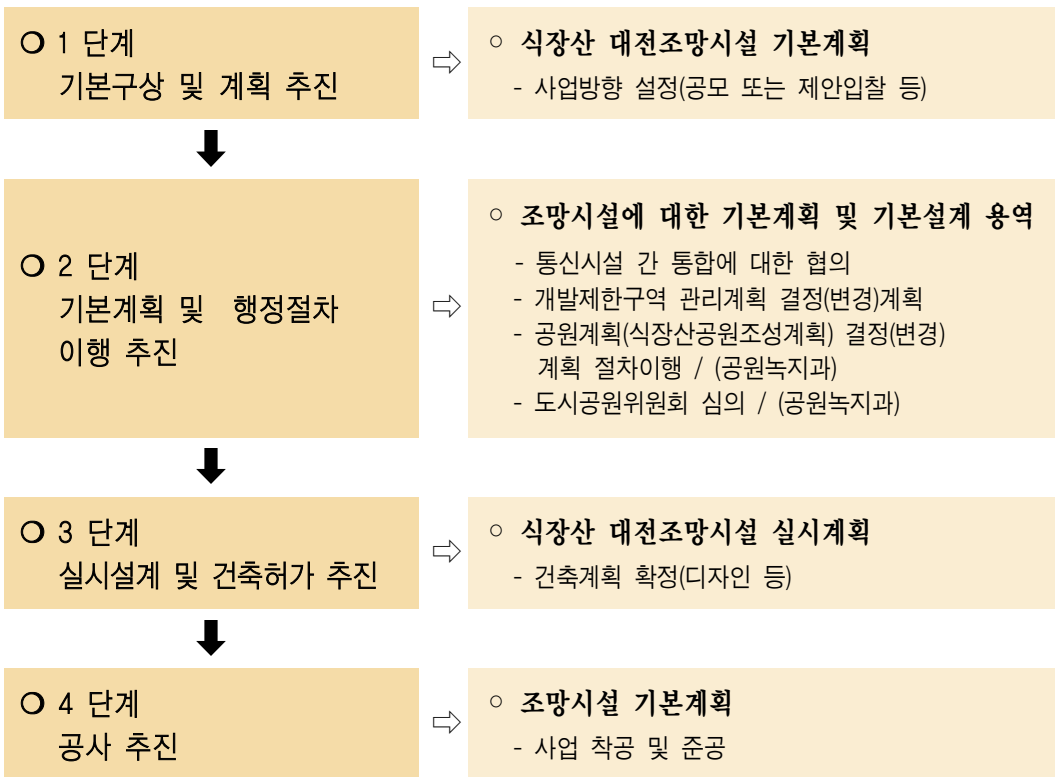 ❍ 1 단계
기본구상 및 계획 추진
⇨
○ 식장산 대전조망시설 기본계획
- 사업방향 설정(공모 또는 제안입찰 등)
❍ 2 단계
기본계획 및 행정절차
이행 추진
⇨
○ 조망시설에 대한 기본계획 및 기본설계 용역
- 통신시설 간 통합에 대한 협의
- 개발제한구역 관리계획 결정(변경)계획
- 공원계획(식장산공원조성계획) 결정(변경)
계획 절차이행 / (공원녹지과)
- 도시공원위원회 심의 / (공원녹지과)
❍ 3 단계
실시설계 및 건축허가 추진
⇨
○ 식장산 대전조망시설 실시계획
- 건축계획 확정(디자인 등)
❍ 4 단계
공사 추진
⇨
○ 조망시설 기본계획
- 사업 착공 및 준공